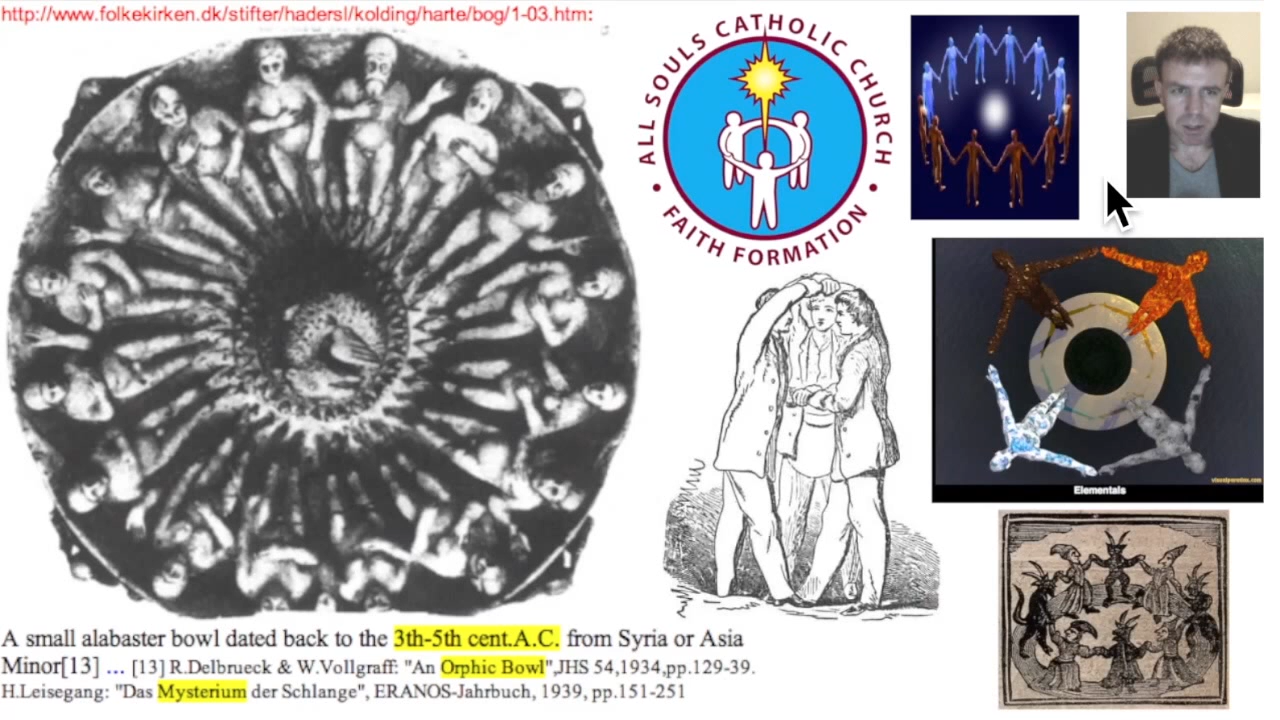 http://www.folkekirken.dk/stifter/hadersl/kolding/harte/bog/1-03.htm:
ALL SOULS CATHOLIC CHURCH
• FAITH FORMATION •
Elementals
visualparadox.com
A small alabaster bowl dated back to the 3th-5th cent.A.C. from Syria or Asia
Minor[13] ... [13] R.Delbrueck & W.Vollgraff: "An Orphic Bowl",JHS 54,1934,pp.129-39.
H.Leisegang: "Das Mysterium der Schlange", ERANOS-Jahrbuch, 1939, pp.151-251